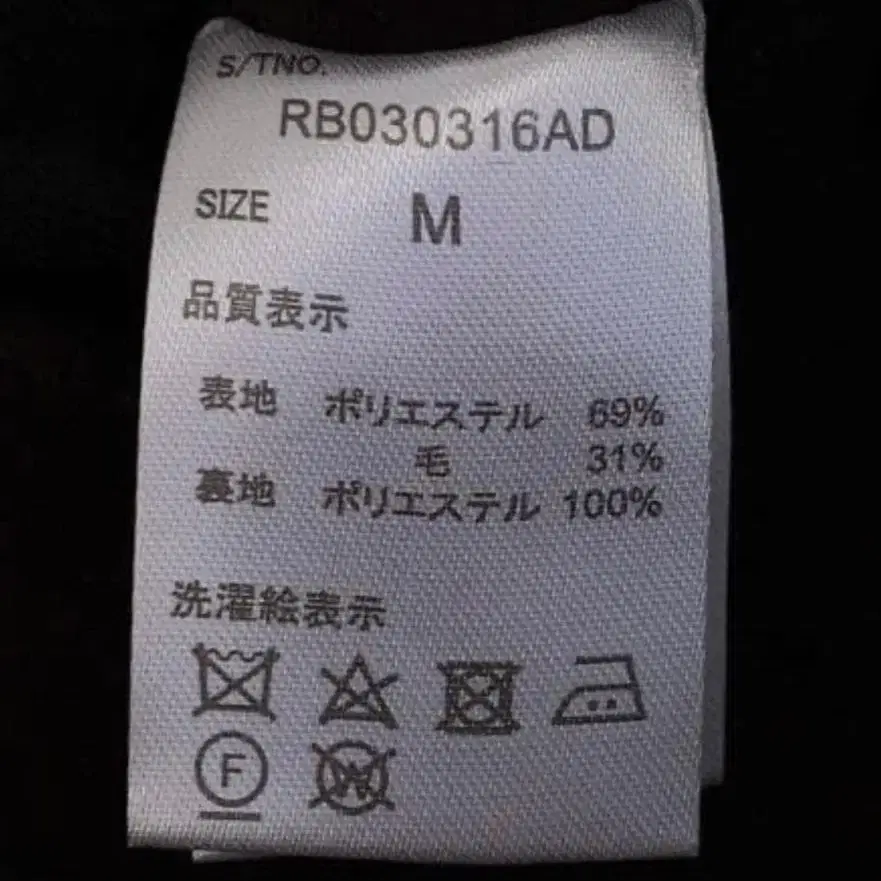 S/TNO.
RB030316AD
SIZE M
品質表示
表地 ポリエステル 69%
毛 31%
裏地 ポリエステル 100%
洗濯絵表示
F W